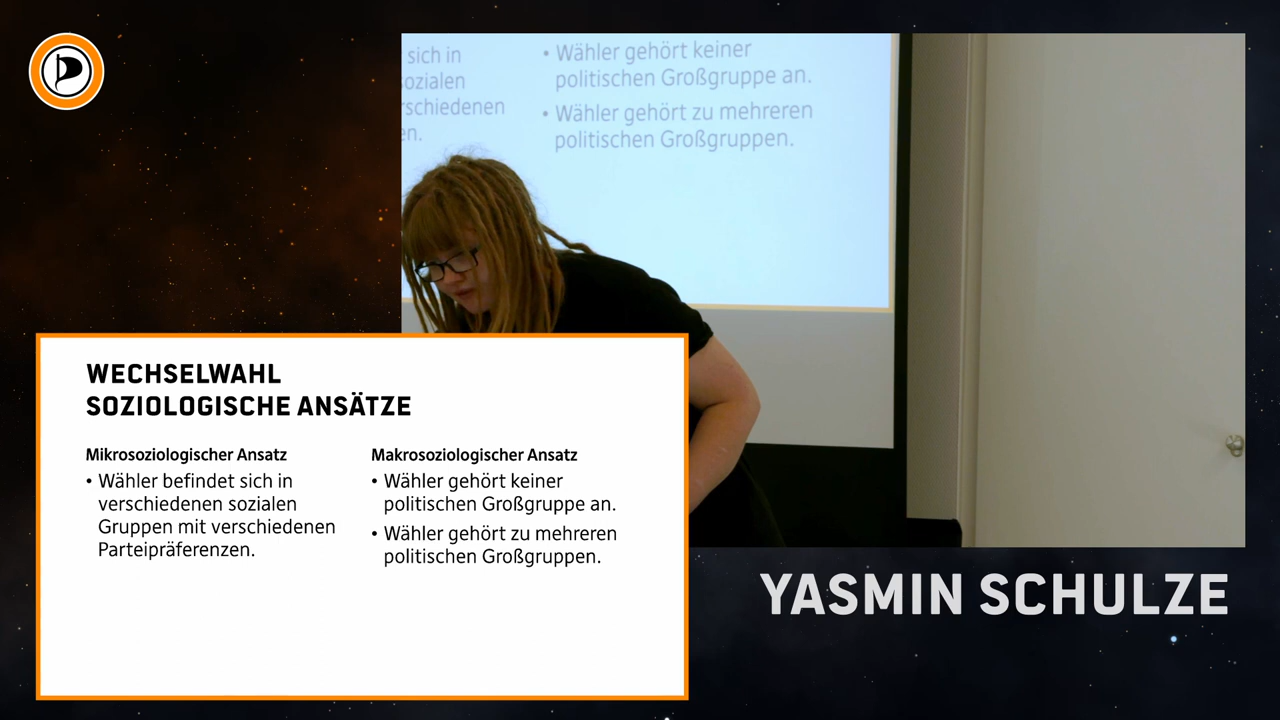 sich in
sozialen
rschiedenen
en.
• Wähler gehört keiner
politischen Großgruppe an.
• Wähler gehört zu mehreren
politischen Großgruppen.
WECHSELWAHL
SOZIOLOGISCHE ANSÄTZE
Mikrosoziologischer Ansatz
• Wähler befindet sich in
verschiedenen sozialen
Gruppen mit verschiedenen
Parteipräferenzen.
Makrosoziologischer Ansatz
• Wähler gehört keiner
politischen Großgruppe an.
• Wähler gehört zu mehreren
politischen Großgruppen.
YASMIN SCHULZE